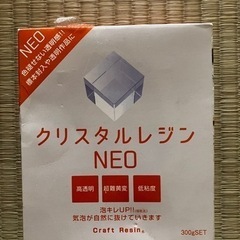 NEO
色褪せない透明感!!
標本封入や透明作品に
クリスタルレジン
NEO
高透明
超難黄変
低粘度
泡キレUP!!
気泡が自然に抜けていきます
Craft Resin
300gSET